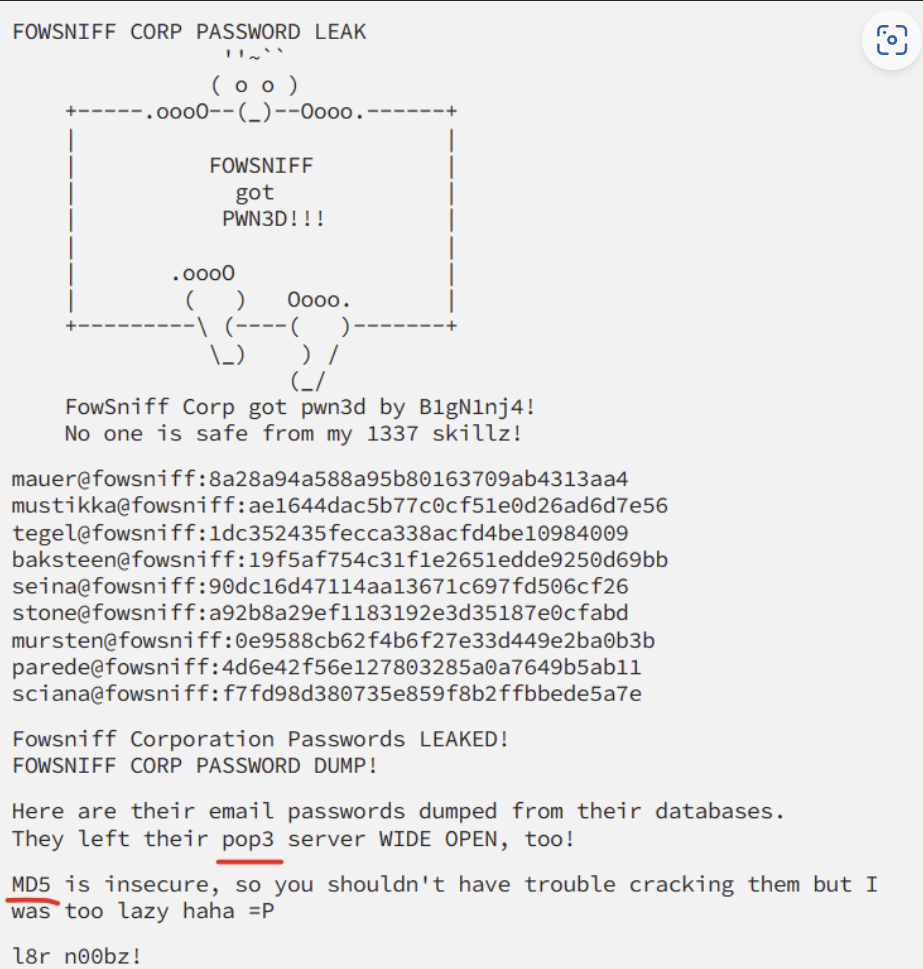 FOWSNIFF CORP PASSWORD LEAK
''~``
( o o )
+-----.oooO--(_)--Oooo.------+
| |
| FOWSNIFF |
| got |
| PWN3D!!! |
| |
| .oooO |
| ( ) Oooo. |
+---------\ (----( )-------+
\_) ) /
(_/
FowSniff Corp got pwn3d by B1gN1nj4!
No one is safe from my 1337 skillz!
mauer@fowsniff:8a28a94a588a95b80163709ab4313aa4
mustikka@fowsniff:ae1644dac5b77c0cf51e0d26ad6d7e56
tegel@fowsniff:1dc352435fecca338acfd4be10984009
baksteen@fowsniff:19f5af754c31f1e2651edde9250d69bb
seina@fowsniff:90dc16d47114aa13671c697fd506cf26
stone@fowsniff:a92b8a29ef1183192e3d35187e0cfabd
mursten@fowsniff:0e9588cb62f4b6f27e33d449e2ba0b3b
parede@fowsniff:4d6e42f56e127803285a0a7649b5ab11
sciana@fowsniff:f7fd98d380735e859f8b2ffbbede5a7e
Fowsniff Corporation Passwords LEAKED!
FOWSNIFF CORP PASSWORD DUMP!
Here are their email passwords dumped from their databases.
They left their pop3 server WIDE OPEN, too!
MD5 is insecure, so you shouldn't have trouble cracking them but I
was too lazy haha =P
l8r n00bz!